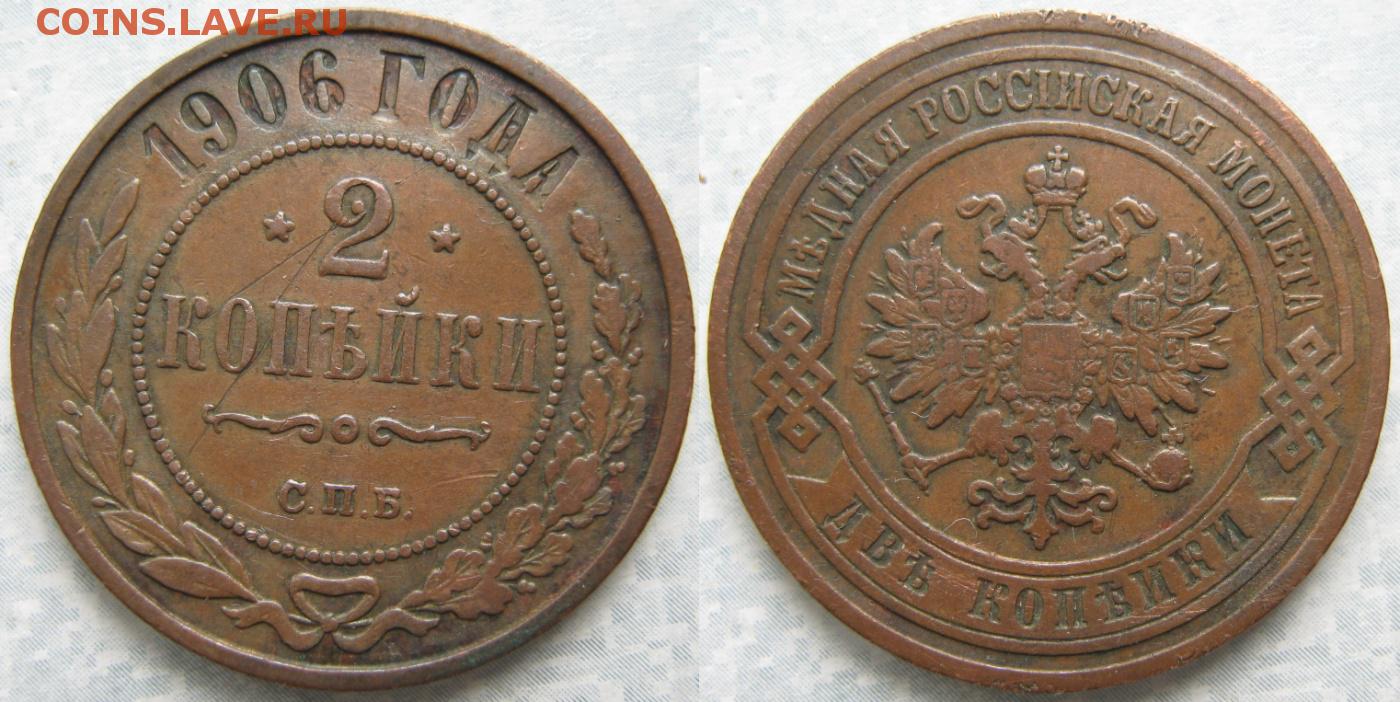 COINS.LAVE.RU
1906 ГОДА
2
КОПѢЙКИ
С.П.Б.
МѢДНАЯ РОССІЙСКАЯ МОНЕТА
ДВѢ КОПѢЙКИ